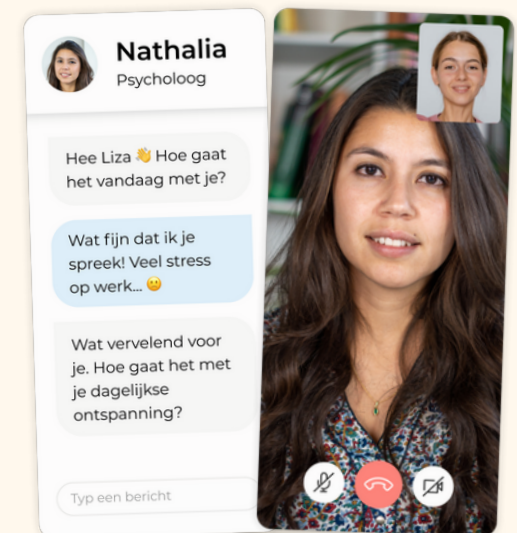 Nathalia
Psycholoog
Hee Liza 👋 Hoe gaat
het vandaag met je?
Wat fijn dat ik je
spreek! Veel stress
op werk... 🙁
Wat vervelend voor
je. Hoe gaat het met
je dagelijkse
ontspanning?
Typ een bericht